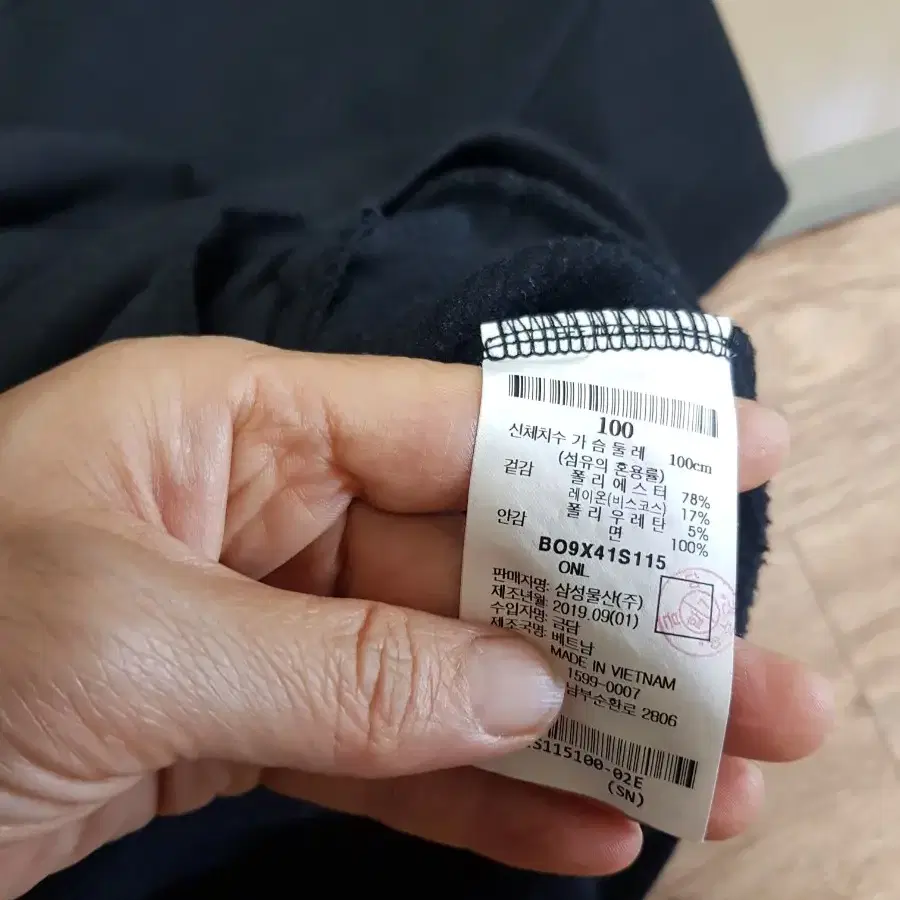 100
신체치수 가슴둘레 100cm
(섬유의 혼용률)
겉감 폴리에스터 78%
레이온(비스코스) 17%
폴리우레탄 5%
안감 면 100%
BO9X41S115
ONL
판매자명: 삼성물산(주)
제조년월: 2019.09(01)
수입자명: 금담
제조국명: 베트남
MADE IN VIETNAM
1599-0007
남부순환로 2806
S115100-02E
(SN)